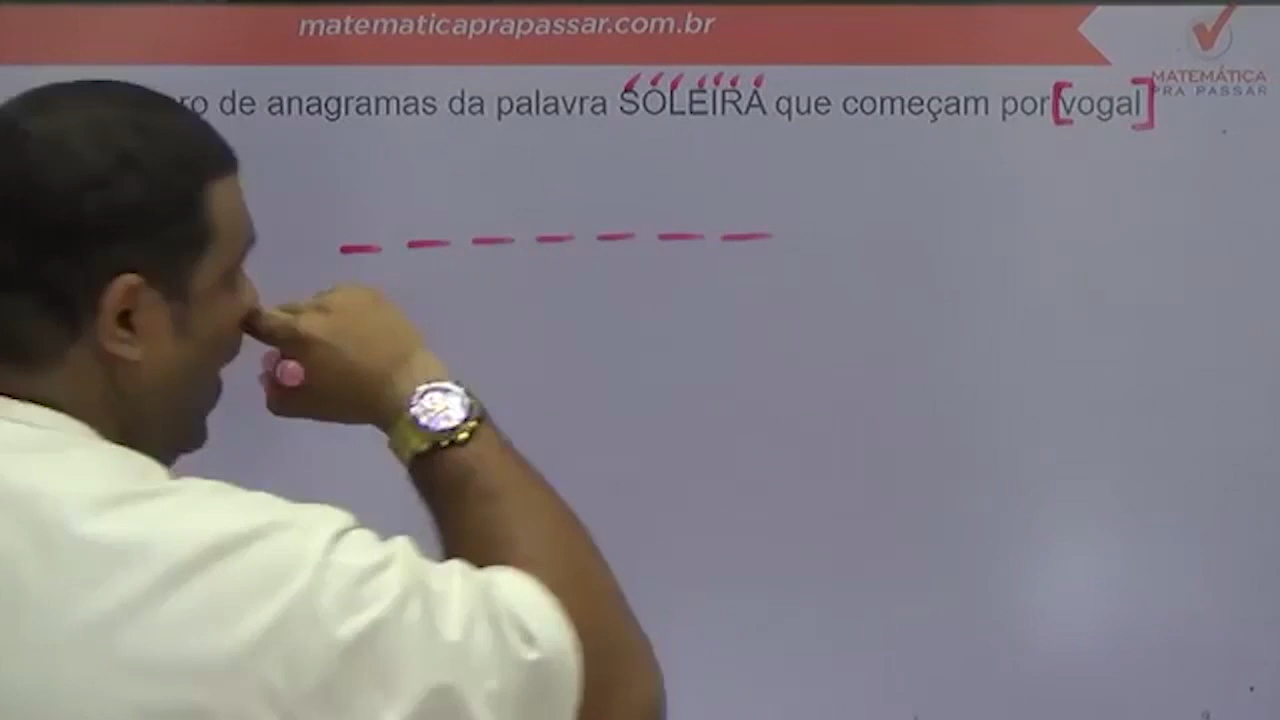 matematicaprapassar.com.br
MATEMÁTICA
PRA PASSAR
ro de anagramas da palavra SOLEIRA que começam por [vogal]